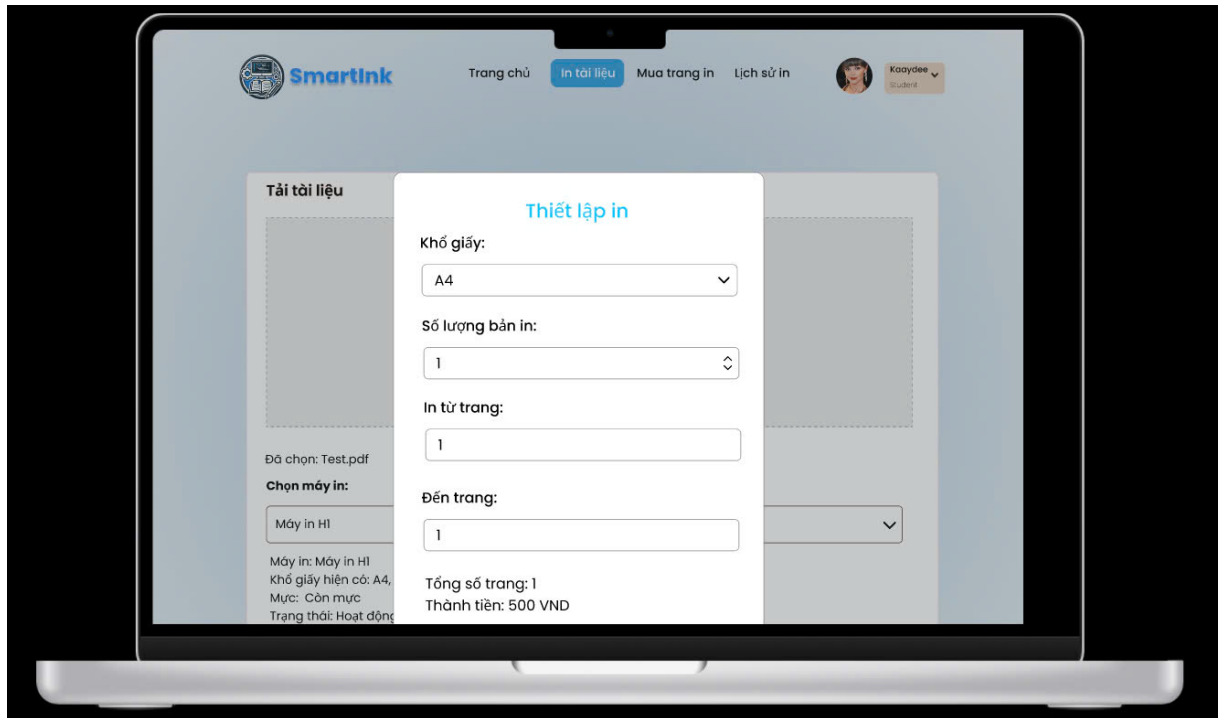 SmartInk
Trang chủ
In tài liệu
Mua trang in
Lịch sử in
Kaaydee
Student
Tải tài liệu
Thiết lập in
Khổ giấy:
A4
Số lượng bản in:
1
In từ trang:
1
Đến trang:
1
Tổng số trang: 1
Thành tiền: 500 VND
Đã chọn: Test.pdf
Chọn máy in:
Máy in H1
Máy in: Máy in H1
Khổ giấy hiện có: A4,
Mực: Còn mực
Trạng thái: Hoạt động